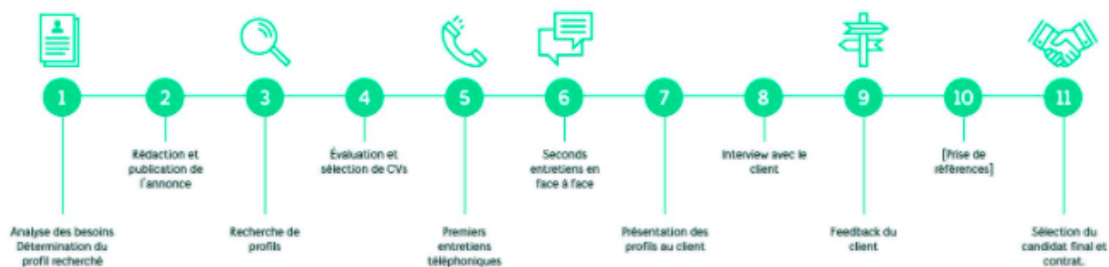 1 2 3 4 5 6 7 8 9 10 11
Analyse des besoins
Détermination du
profil recherché
Rédaction et
publication de
l'annonce
Recherche de
profils
Évaluation et
sélection de CVs
Premiers
entretiens
téléphoniques
Seconds
entretiens en
face à face
Présentation des
profils au client
Interview avec le
client
Feedback du
client
[Prise de
références]
Sélection du
candidat final et
contrat.